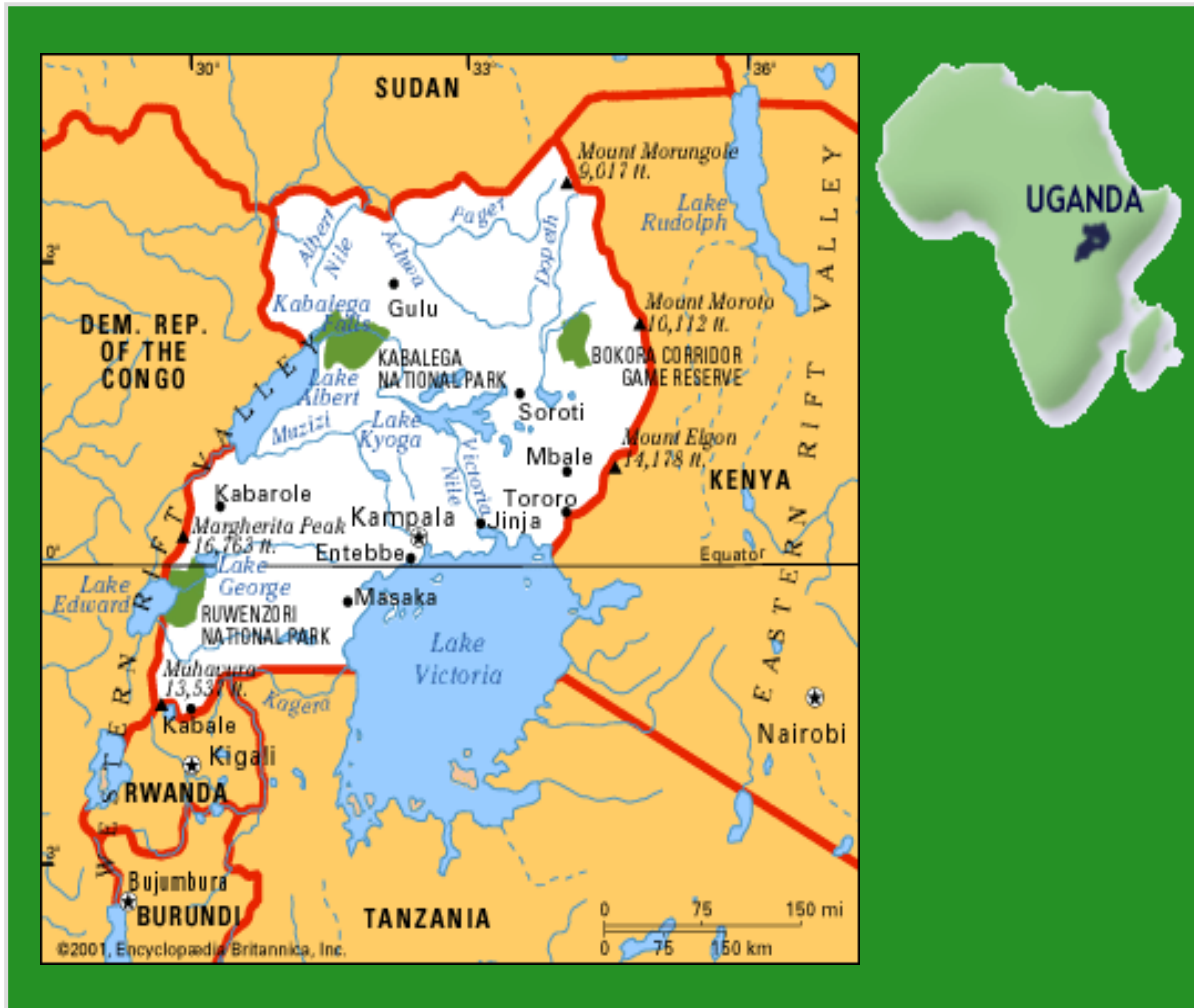 30°
33°
36°
SUDAN
Mount Morungole
9,017 ft.
UGANDA
Lake
Rudolph
Albert
Nile
Achwa
Pager
Dopeth
3°
Kabalega
Falls
Gulu
Mount Moroto
10,112 ft.
DEM. REP.
OF THE
CONGO
KABALEGA
NATIONAL PARK
BOKORA CORRIDOR
GAME RESERVE
Lake
Albert
Soroti
Muzizi
Lake
Kyoga
Victoria
Nile
Mount Elgon
14,178 ft.
Mbale
KENYA
Kabarole
Tororo
Kampala
Jinja
Margherita Peak
16,763 ft.
Entebbe
0°
Equator
Lake
George
Lake
Edward
Masaka
RUWENZORI
NATIONAL PARK
Lake
Victoria
Muhavura
13,537 ft.
Kagera
Kabale
WESTERN RIFT VALLEY
EASTERN RIFT VALLEY
Nairobi
Kigali
RWANDA
3°
Bujumbura
BURUNDI
TANZANIA
0 75 150 mi
0 75 150 km
©2001, Encyclopædia Britannica, Inc.